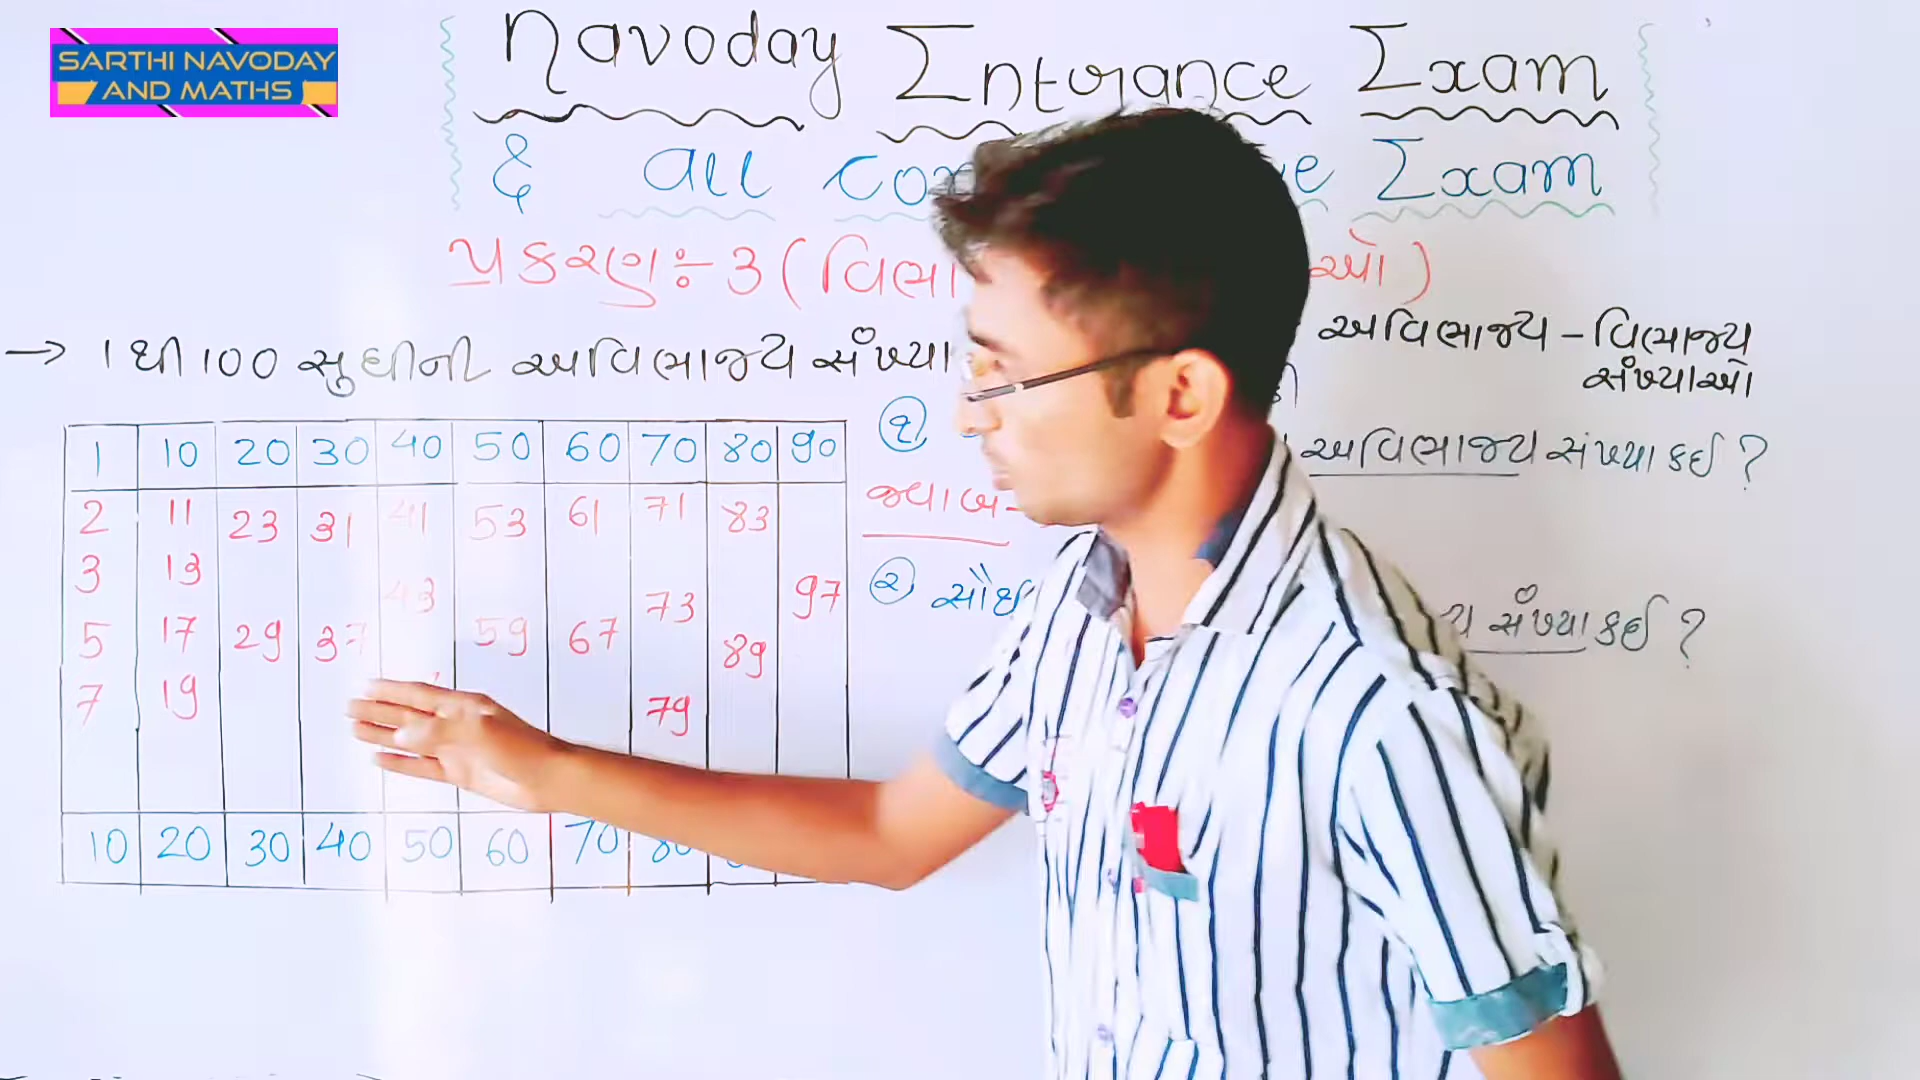 SARTHI NAVODAY
AND MATHS
Navoday Entrance Exam
& All Exam
પ્રકરણ:- 3 (
→ 1 થી 100 સુધીની અવિભાજ્ય સંખ્યા
અવિભાજ્ય - વિભાજ્ય
સંખ્યાઓ
1 10 20 30 40 50 60 70 80 90
2 11 23 31 41 53 61 71 83
3 13 43 73 97
5 17 29 37 59 67 89
7 19 79
10 20 30 40 50 60 70 80
૧
અવિભાજ્ય સંખ્યા કઈ ?
જવાબ -
૨
સંખ્યા કઈ ?